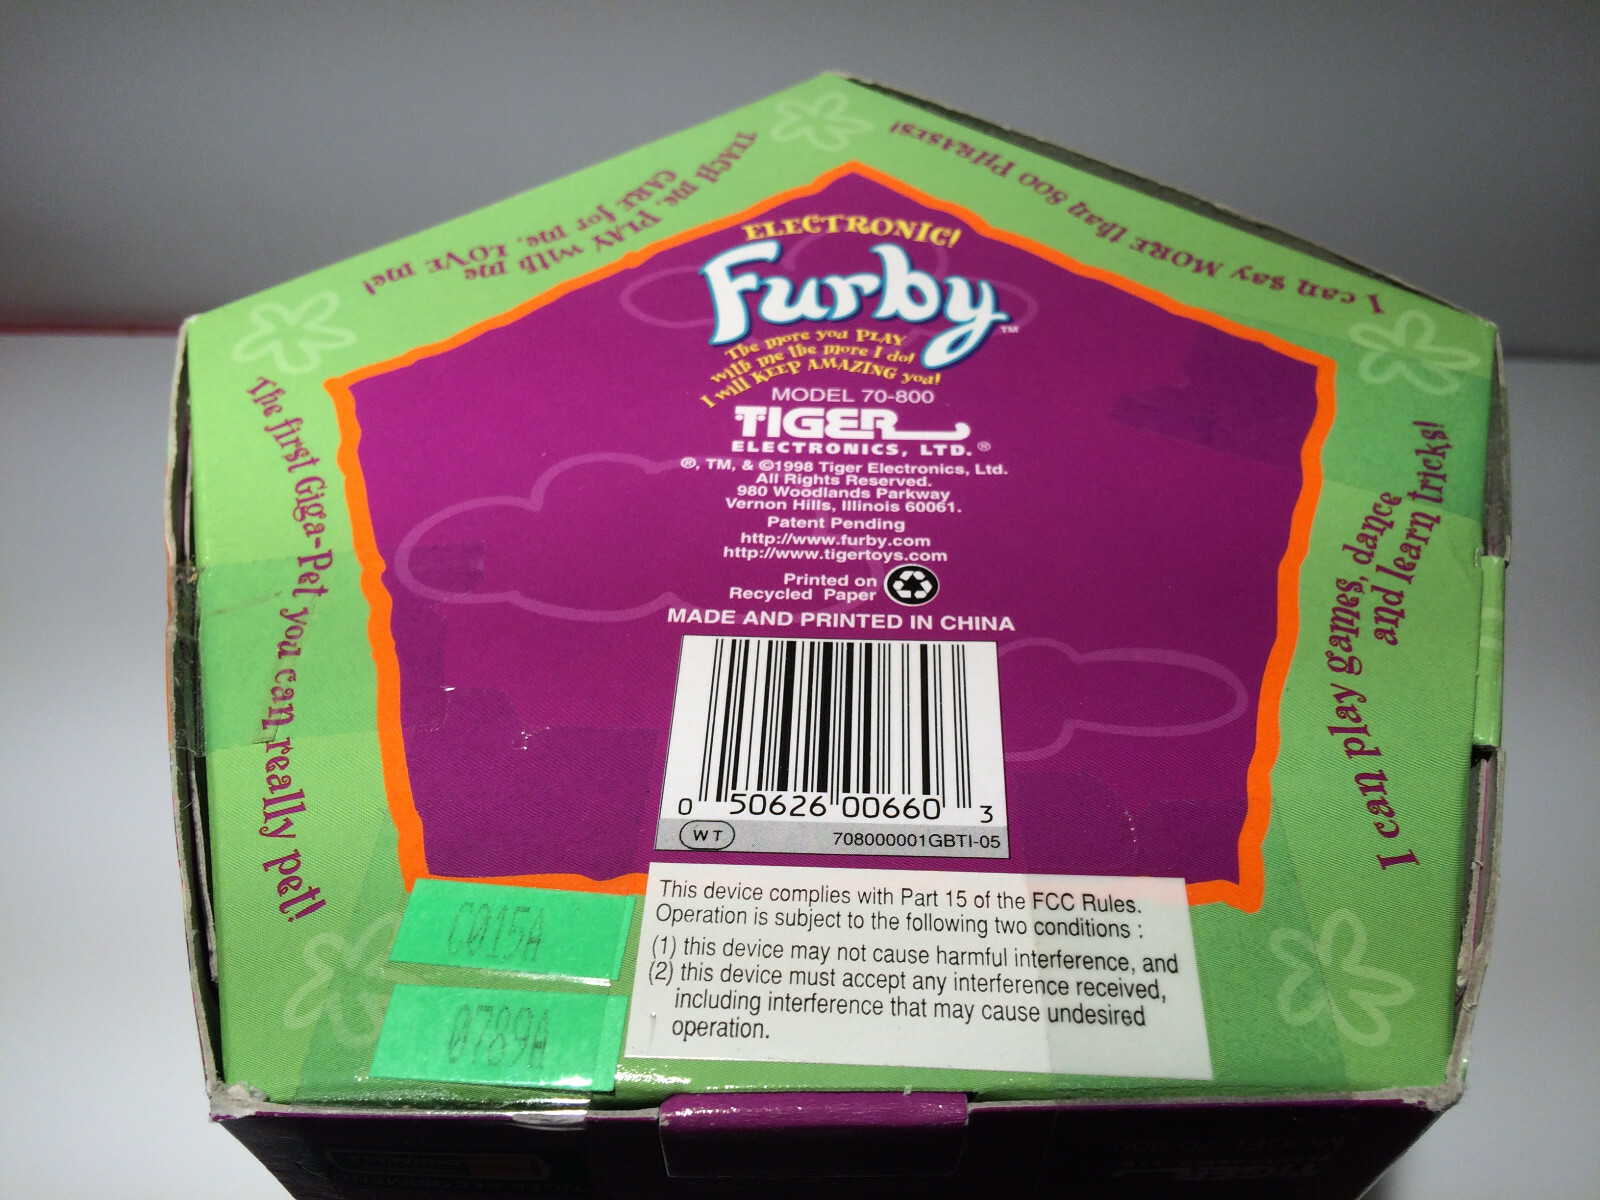 TEACH me, PLAY with me
CARE for me, LOVE me!
I can say MORE than 800 PHRASES!
ELECTRONIC!
Furby™
The more you PLAY
with me the more I do!
I will KEEP AMAZING you!
MODEL 70-800
TIGER
ELECTRONICS, LTD.®
®, TM, & ©1998 Tiger Electronics, Ltd.
All Rights Reserved.
980 Woodlands Parkway
Vernon Hills, Illinois 60061.
Patent Pending
http://www.furby.com
http://www.tigertoys.com
Printed on
Recycled Paper
MADE AND PRINTED IN CHINA
The first Giga-Pet you can really pet!
I can play games, dance
and learn tricks!
0 50626 00660 3
WT
708000001GBTI-05
C015A
0789A
This device complies with Part 15 of the FCC Rules.
Operation is subject to the following two conditions :
(1) this device may not cause harmful interference, and
(2) this device must accept any interference received,
including interference that may cause undesired
operation.
TIGER